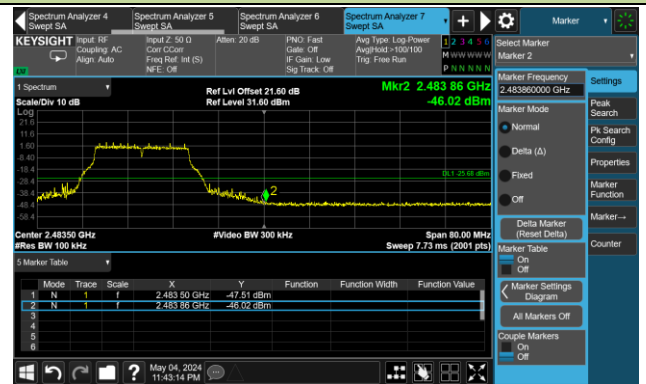 Spectrum Analyzer 4
Swept SA
Spectrum Analyzer 5
Swept SA
Spectrum Analyzer 6
Swept SA
Spectrum Analyzer 7
Swept SA
Marker
KEYSIGHT
Input: RF
Coupling: AC
Align: Auto
Input Z: 50 Ω
Corr CCorr
Freq Ref: Int (S)
NFE: Off
Atten: 20 dB
PNO: Fast
Gate: Off
IF Gain: Low
Sig Track: Off
Avg Type: Log-Power
Avg|Hold >100/100
Trig: Free Run
1 2 3 4 5 6
M W W W W W
P N N N N N
Select Marker
Marker 2
1 Spectrum
Scale/Div 10 dB
Log
Ref Lvl Offset 21.60 dB
Ref Level 31.60 dBm
Mkr2 2.483 86 GHz
-46.02 dBm
21.6
11.6
1.60
-8.40
-18.4
-28.4
-38.4
-48.4
-58.4
DL1 -25.68 dBm
2
Center 2.48350 GHz
#Res BW 100 kHz
#Video BW 300 kHz
Span 80.00 MHz
Sweep 7.73 ms (2001 pts)
5 Marker Table
Mode Trace Scale X Y Function Function Width Function Value
1 N 1 f 2.483 50 GHz -47.51 dBm
2 N 1 f 2.483 86 GHz -46.02 dBm
3
4
5
6
Marker Frequency
2.483860000 GHz
Marker Mode
Normal
Delta (Δ)
Fixed
Off
Delta Marker
(Reset Delta)
Marker Table
On
Off
Marker Settings
Diagram
All Markers Off
Couple Markers
On
Off
Settings
Peak
Search
Pk Search
Config
Properties
Marker
Function
Marker→
Counter
May 04, 2024
11:43:14 PM